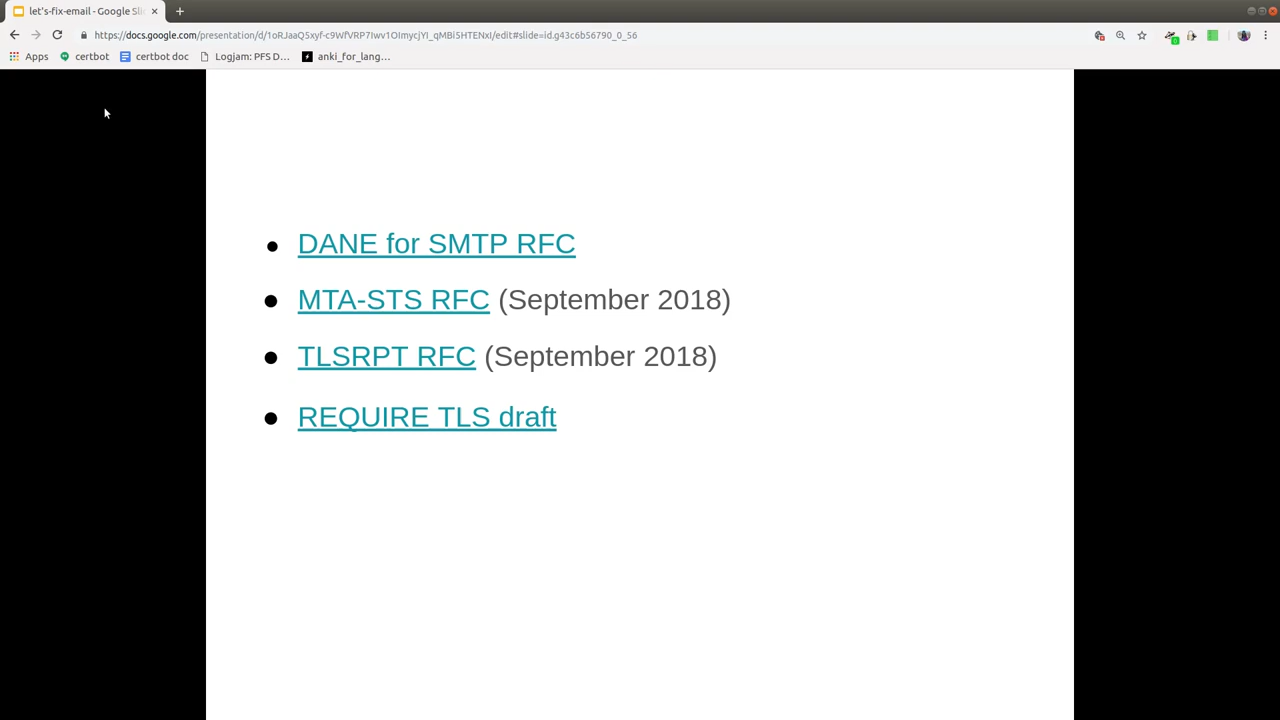 let's-fix-email - Google Sli
https://docs.google.com/presentation/d/1oRJaaQSxyf-c9WfVRP7Iwv1OImycjYI_qMBi5HTENxI/edit#slide=id.g43c6b56790_0_56
Apps certbot certbot doc Logjam: PFS D... anki_for_lang...
● DANE for SMTP RFC
● MTA-STS RFC (September 2018)
● TLSRPT RFC (September 2018)
● REQUIRE TLS draft